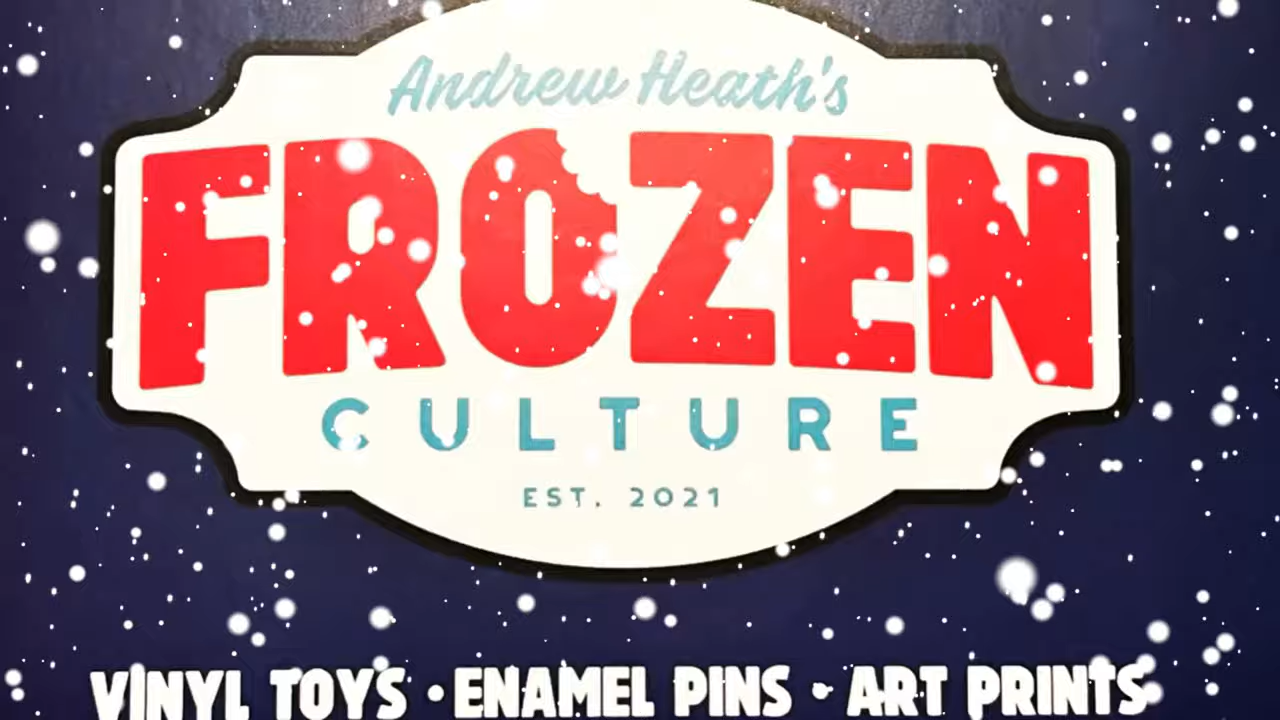 Andrew Heath's
FROZEN
CULTURE
EST. 2021
VINYL TOYS • ENAMEL PINS • ART PRINTS